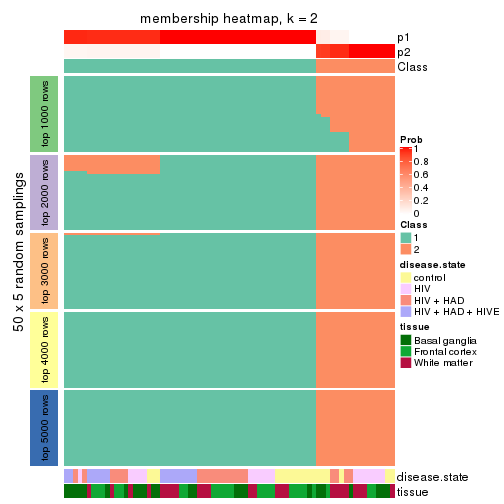 membership heatmap, k = 2
p1
p2
Class
50 x 5 random samplings
top 1000 rows
top 2000 rows
top 3000 rows
top 4000 rows
top 5000 rows
disease.state
tissue
Prob
1
0.8
0.6
0.4
0.2
0
Class
1
2
disease.state
control
HIV
HIV + HAD
HIV + HAD + HIVE
tissue
Basal ganglia
Frontal cortex
White matter